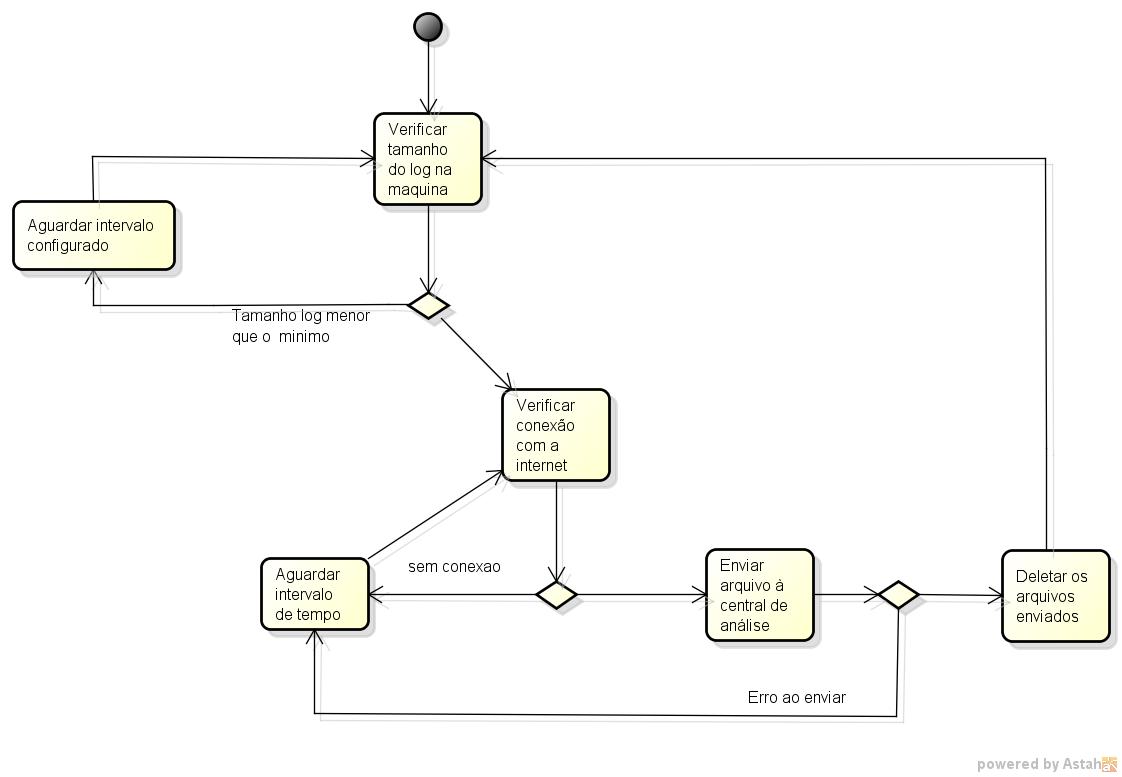 Verificar
tamanho
do log na
maquina
Aguardar intervalo
configurado
Tamanho log menor
que o  minimo
Verificar
conexão
com a
internet
sem conexao
Aguardar
intervalo
de tempo
Enviar
arquivo à
central de
análise
Deletar os
arquivos
enviados
Erro ao enviar
powered by Astah